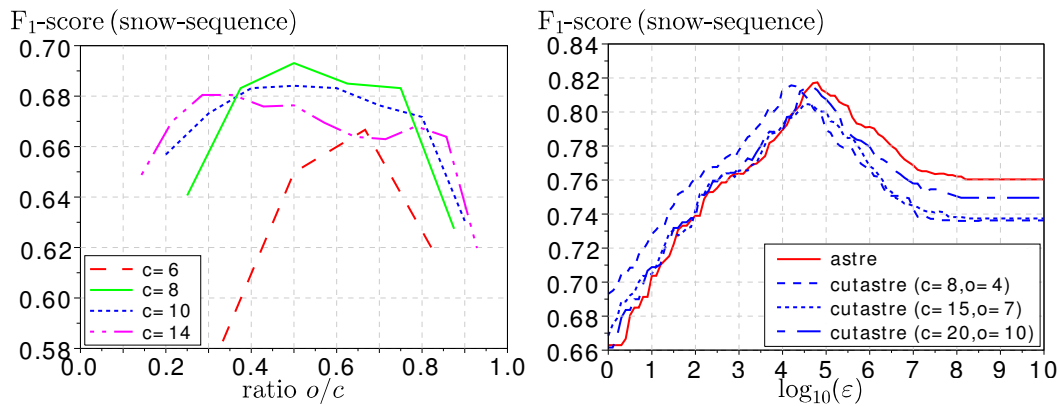 F₁-score (snow-sequence)
0.70
0.68
0.66
0.64
0.62
0.60
0.58
0.0 0.2 0.4 0.6 0.8 1.0
ratio o/c
c= 6
c= 8
c= 10
c= 14
F₁-score (snow-sequence)
0.84
0.82
0.80
0.78
0.76
0.74
0.72
0.70
0.68
0.66
0 1 2 3 4 5 6 7 8 9 10
log₁₀(ε)
astre
cutastre (c= 8,o= 4)
cutastre (c= 15,o= 7)
cutastre (c= 20,o= 10)